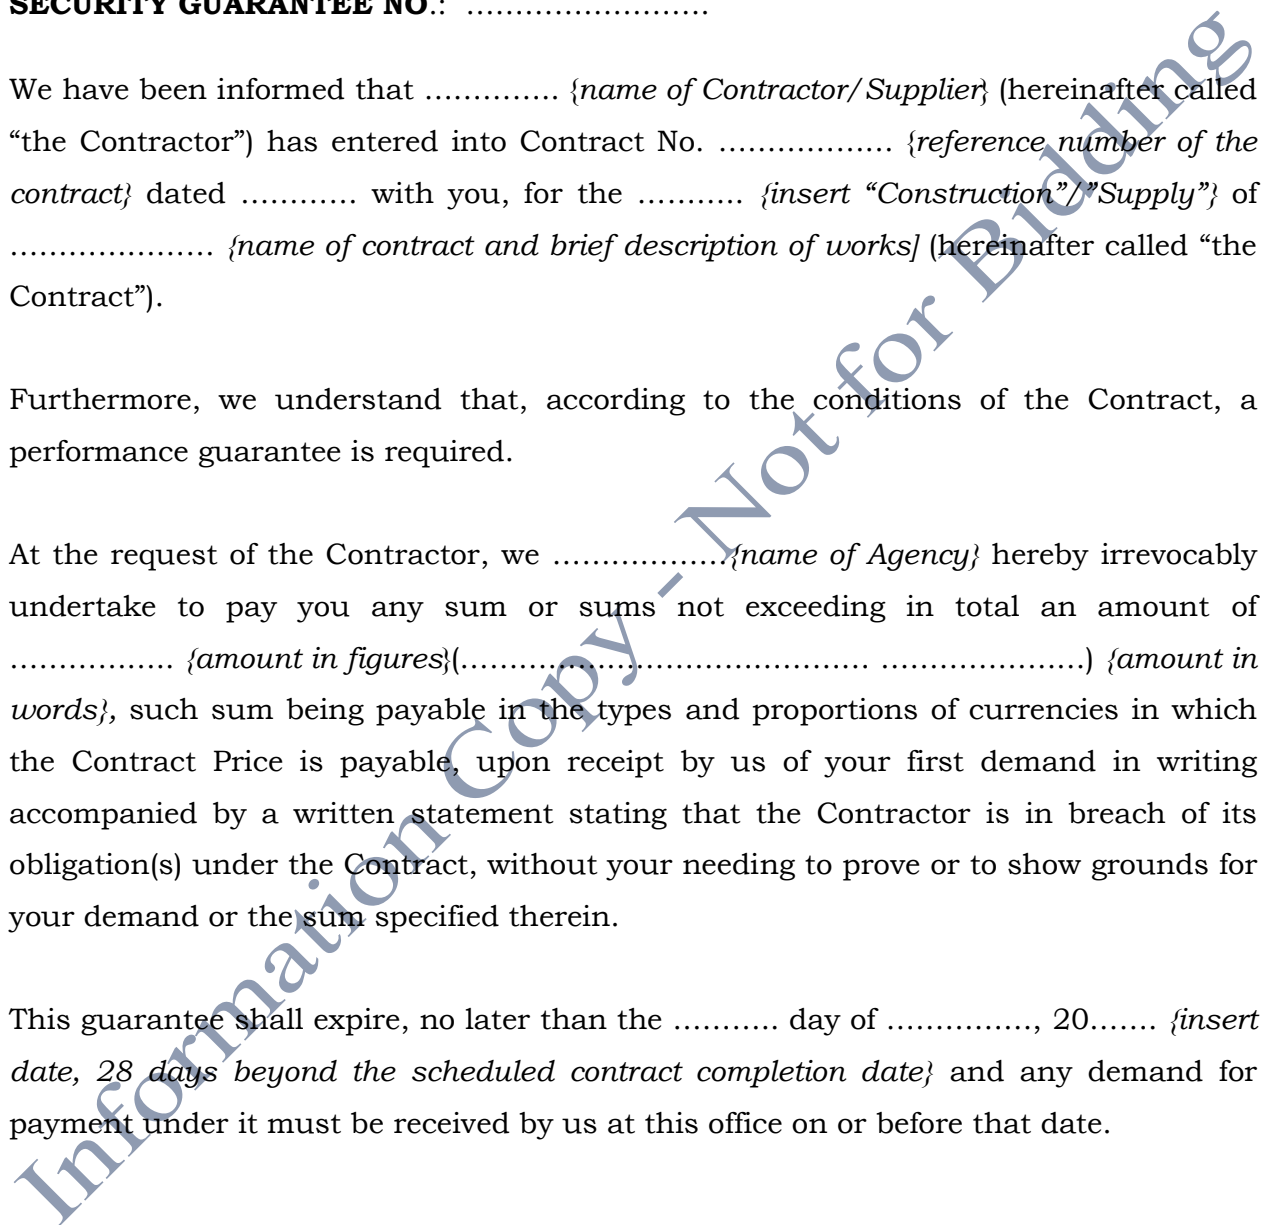 SECURITY GUARANTEE NO.: .........................
We have been informed that .............. {name of Contractor/Supplier} (hereinafter called
“the Contractor”) has entered into Contract No. .................. {reference number of the
contract} dated ............ with you, for the ........... {insert “Construction”/”Supply”} of
..................... {name of contract and brief description of works] (hereinafter called “the
Contract”).
Furthermore, we understand that, according to the conditions of the Contract, a
performance guarantee is required.
At the request of the Contractor, we ..................{name of Agency} hereby irrevocably
undertake to pay you any sum or sums not exceeding in total an amount of
................. {amount in figures}(.......................................... .....................) {amount in
words}, such sum being payable in the types and proportions of currencies in which
the Contract Price is payable, upon receipt by us of your first demand in writing
accompanied by a written statement stating that the Contractor is in breach of its
obligation(s) under the Contract, without your needing to prove or to show grounds for
your demand or the sum specified therein.
This guarantee shall expire, no later than the ........... day of ..............., 20....... {insert
date, 28 days beyond the scheduled contract completion date} and any demand for
payment under it must be received by us at this office on or before that date.
Information Copy - Not for Bidding